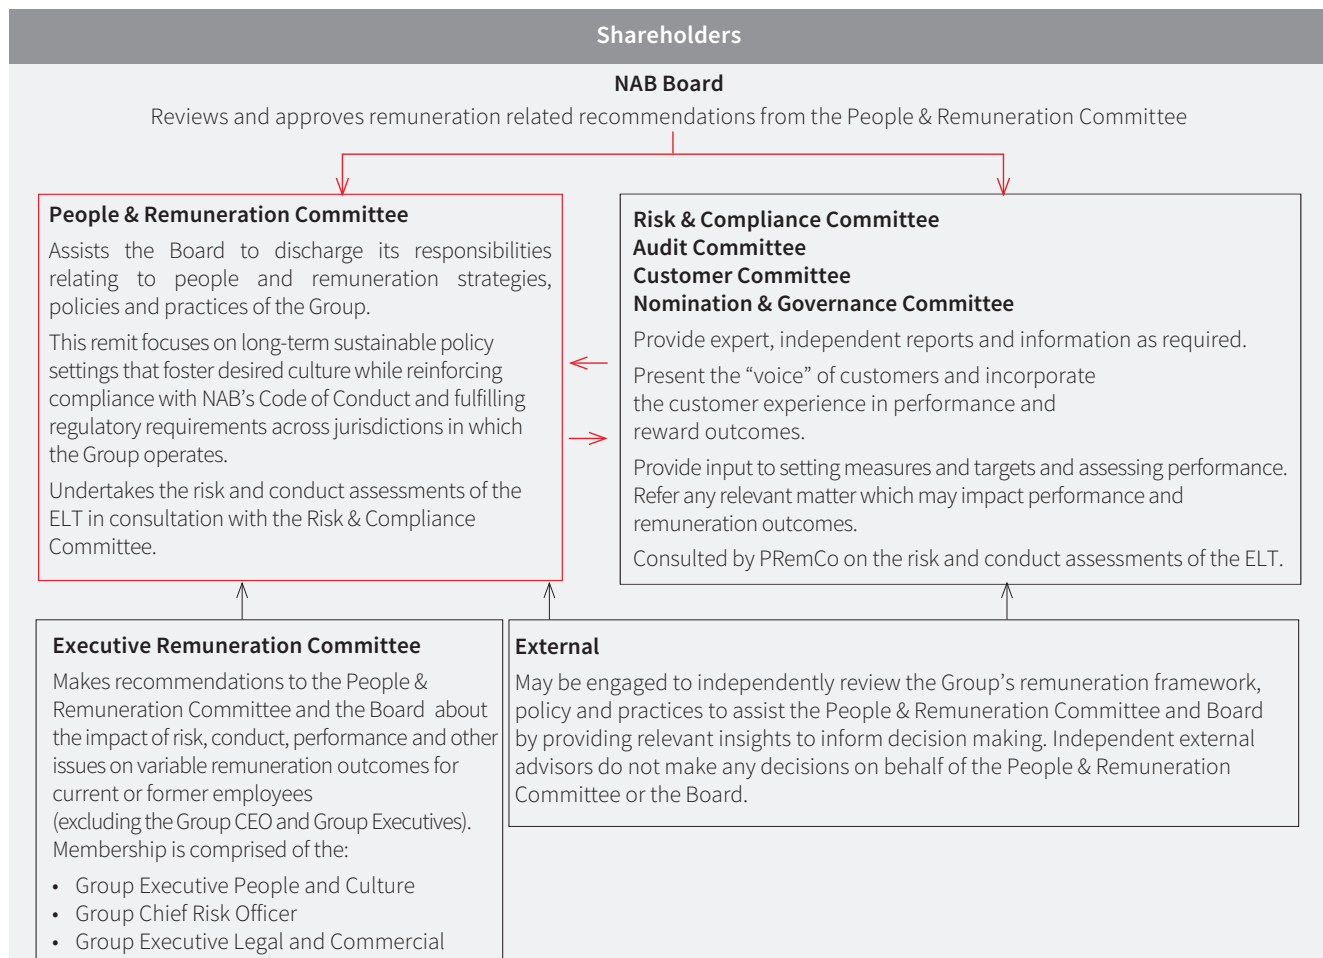 Shareholders
NAB Board
Reviews and approves remuneration related recommendations from the People & Remuneration Committee
People & Remuneration Committee
Assists the Board to discharge its responsibilities
relating to people and remuneration strategies,
policies and practices of the Group.
This remit focuses on long-term sustainable policy
settings that foster desired culture while reinforcing
compliance with NAB's Code of Conduct and fulfilling
regulatory requirements across jurisdictions in which
the Group operates.
Undertakes the risk and conduct assessments of the
ELT in consultation with the Risk & Compliance
Committee.
Risk & Compliance Committee
Audit Committee
Customer Committee
Nomination & Governance Committee
Provide expert, independent reports and information as required.
Present the “voice” of customers and incorporate
the customer experience in performance and
reward outcomes.
Provide input to setting measures and targets and assessing performance.
Refer any relevant matter which may impact performance and
remuneration outcomes.
Consulted by PRemCo on the risk and conduct assessments of the ELT.
Executive Remuneration Committee
Makes recommendations to the People &
Remuneration Committee and the Board about
the impact of risk, conduct, performance and other
issues on variable remuneration outcomes for
current or former employees
(excluding the Group CEO and Group Executives).
Membership is comprised of the:
• Group Executive People and Culture
• Group Chief Risk Officer
• Group Executive Legal and Commercial
External
May be engaged to independently review the Group's remuneration framework,
policy and practices to assist the People & Remuneration Committee and Board
by providing relevant insights to inform decision making. Independent external
advisors do not make any decisions on behalf of the People & Remuneration
Committee or the Board.